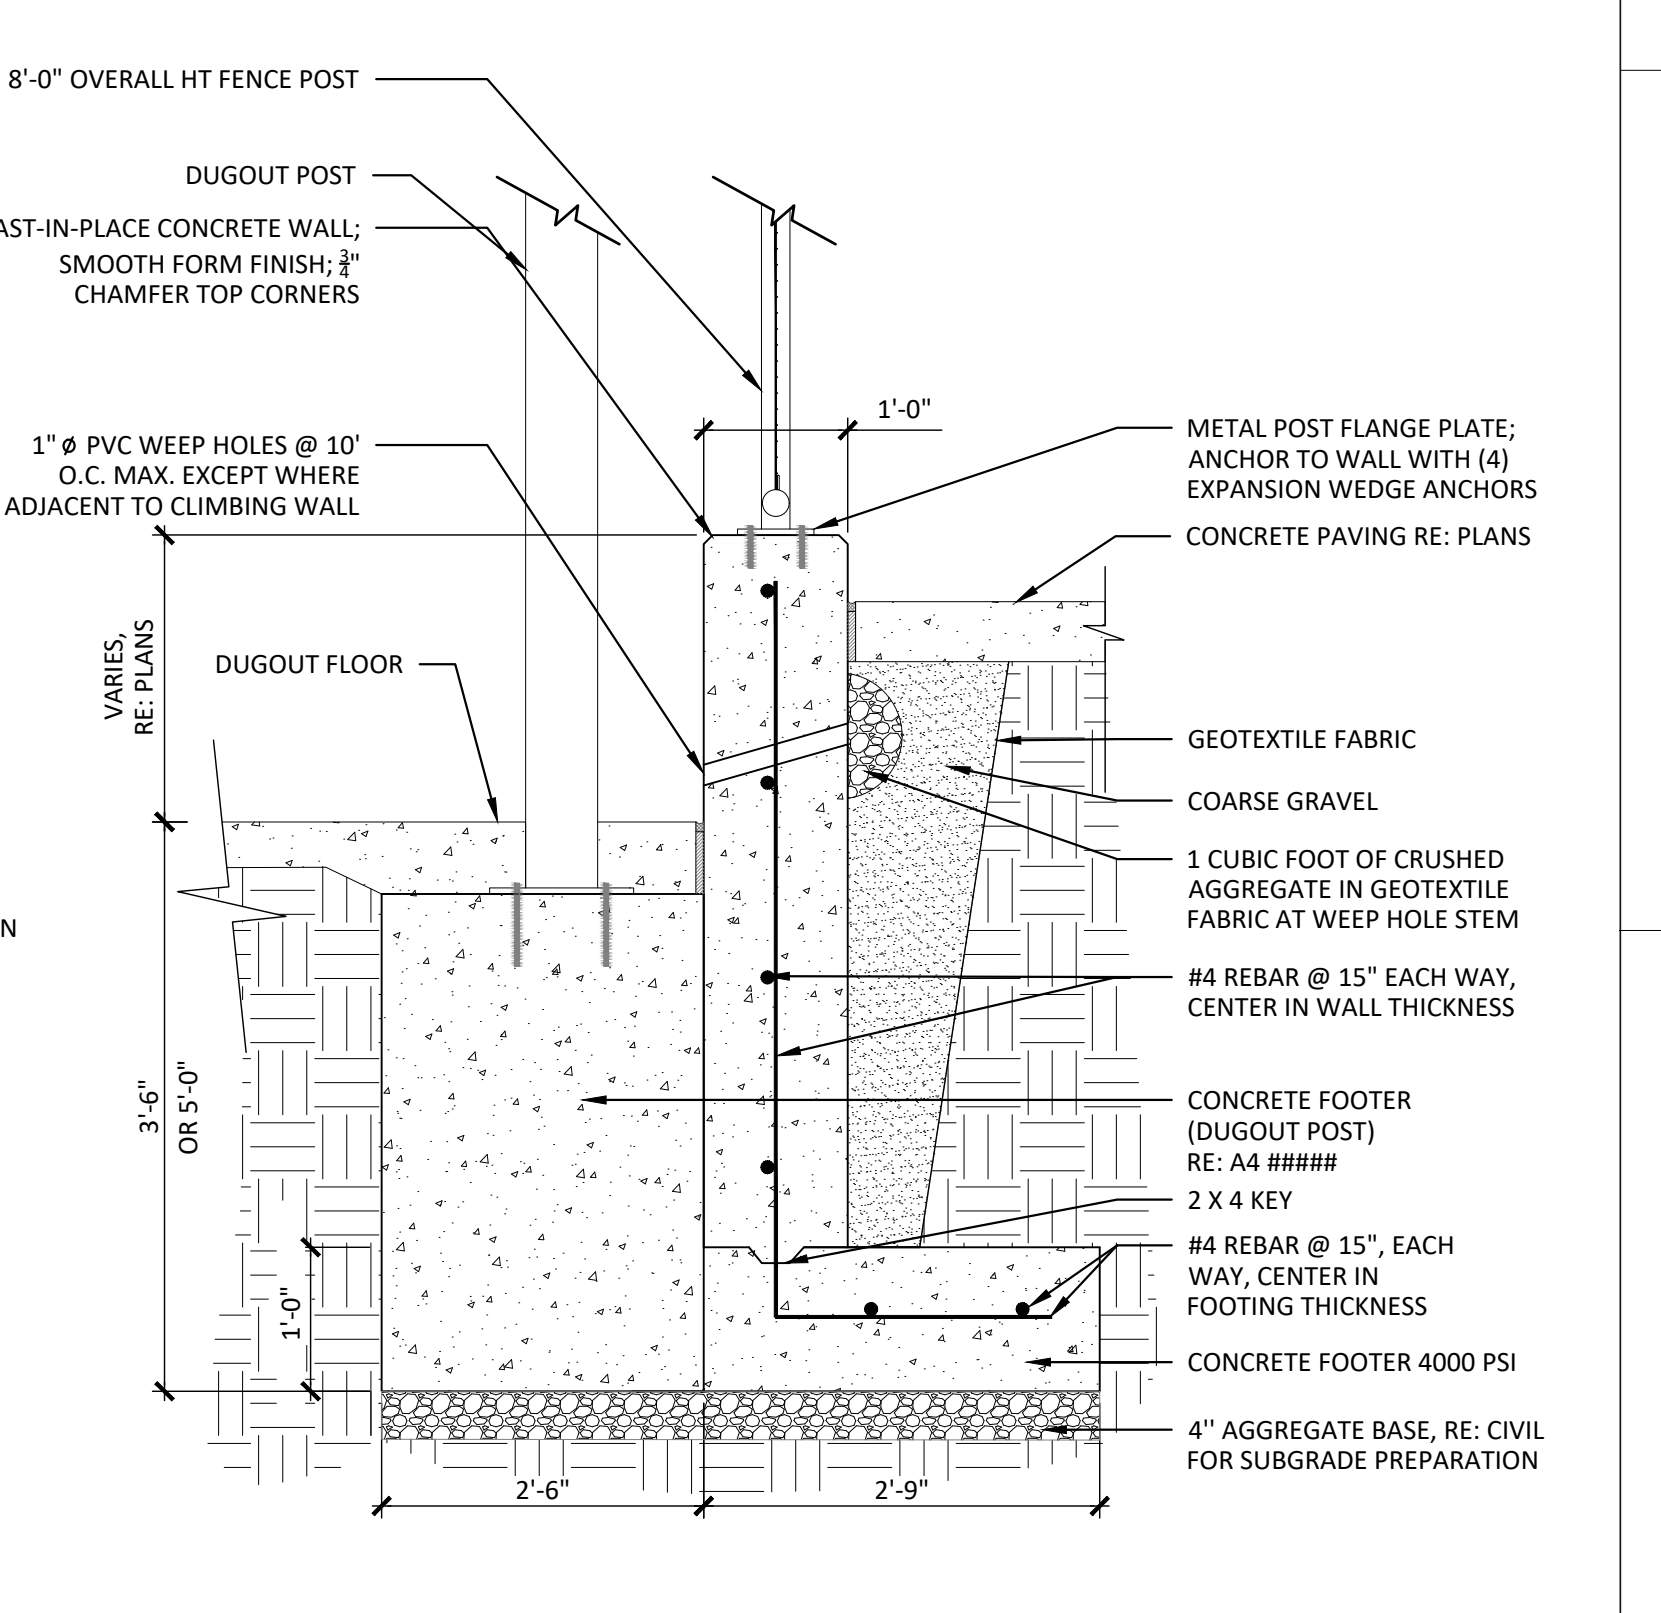 8'-0" OVERALL HT FENCE POST
DUGOUT POST
AST-IN-PLACE CONCRETE WALL;
SMOOTH FORM FINISH; 3/4"
CHAMFER TOP CORNERS
1'-0"
1" ⌀ PVC WEEP HOLES @ 10'
O.C. MAX. EXCEPT WHERE
ADJACENT TO CLIMBING WALL
METAL POST FLANGE PLATE;
ANCHOR TO WALL WITH (4)
EXPANSION WEDGE ANCHORS
CONCRETE PAVING RE: PLANS
VARIES,
RE: PLANS
DUGOUT FLOOR
GEOTEXTILE FABRIC
COARSE GRAVEL
1 CUBIC FOOT OF CRUSHED
AGGREGATE IN GEOTEXTILE
FABRIC AT WEEP HOLE STEM
N
#4 REBAR @ 15" EACH WAY,
CENTER IN WALL THICKNESS
3'-6"
OR 5'-0"
CONCRETE FOOTER
(DUGOUT POST)
RE: A4 #####
2 X 4 KEY
#4 REBAR @ 15", EACH
WAY, CENTER IN
FOOTING THICKNESS
1'-0"
CONCRETE FOOTER 4000 PSI
4'' AGGREGATE BASE, RE: CIVIL
FOR SUBGRADE PREPARATION
2'-6"
2'-9"